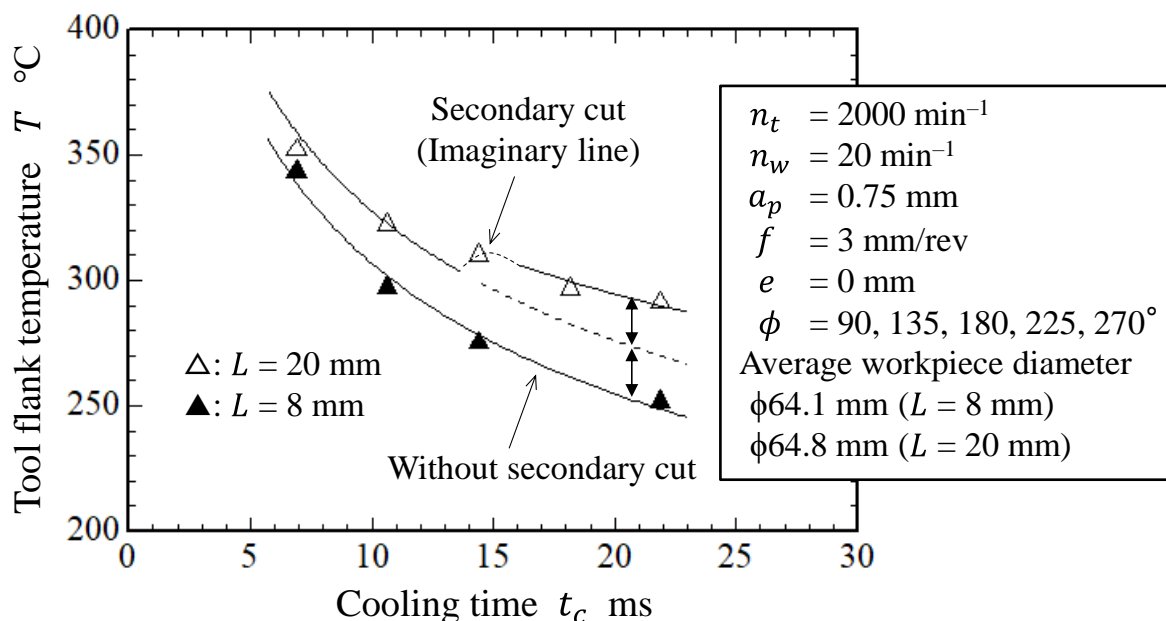 400
350
300
250
200
Tool flank temperature T °C
Secondary cut
(Imaginary line)
△: L = 20 mm
▲: L = 8 mm
Without secondary cut
n_t = 2000 min⁻¹
n_w = 20 min⁻¹
a_p = 0.75 mm
f = 3 mm/rev
e = 0 mm
ϕ = 90, 135, 180, 225, 270°
Average workpiece diameter
ϕ64.1 mm (L = 8 mm)
ϕ64.8 mm (L = 20 mm)
0 5 10 15 20 25 30
Cooling time t_c ms